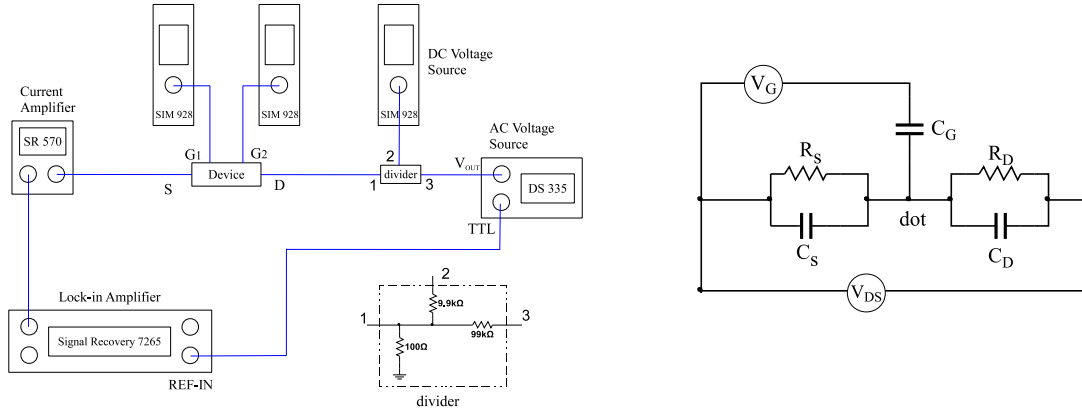 DC Voltage
Source
Current
Amplifier
SIM 928
SIM 928
SIM 928
SR 570
AC Voltage
Source
G1
G2
2
Device
divider
VOUT
DS 335
S
D
1
3
TTL
Lock-in Amplifier
Signal Recovery 7265
REF-IN
2
9.9kΩ
1
3
99kΩ
100Ω
divider
VG
CG
RS
RD
dot
CS
CD
VDS